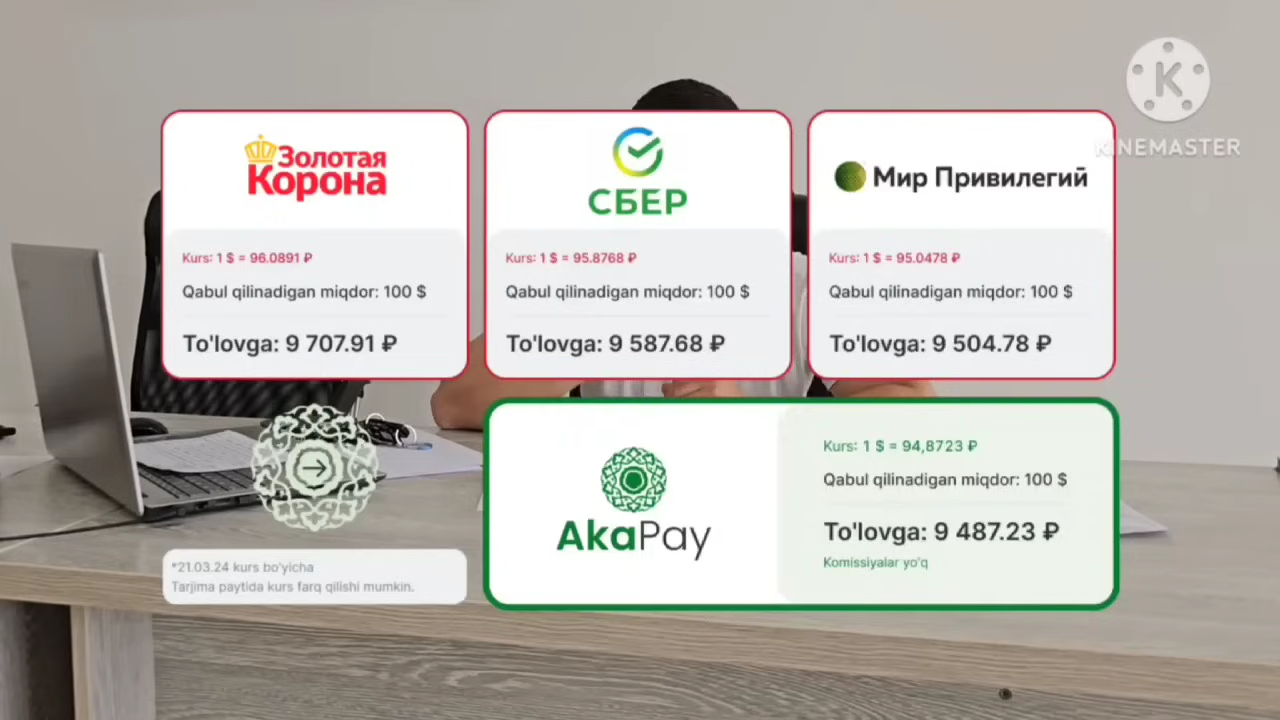 Золотая
Корона
Kurs: 1 $ = 96.0891 ₽
Qabul qilinadigan miqdor: 100 $
To'lovga: 9 707.91 ₽
СБЕР
Kurs: 1 $ = 95.8768 ₽
Qabul qilinadigan miqdor: 100 $
To'lovga: 9 587.68 ₽
Мир Привилегий
Kurs: 1 $ = 95.0478 ₽
Qabul qilinadigan miqdor: 100 $
To'lovga: 9 504.78 ₽
K
KINEMASTER
AkaPay
Kurs: 1 $ = 94,8723 ₽
Qabul qilinadigan miqdor: 100 $
To'lovga: 9 487.23 ₽
Komissiyalar yo'q
*21.03.24 kurs bo'yicha
Tarjima paytida kurs farq qilishi mumkin.